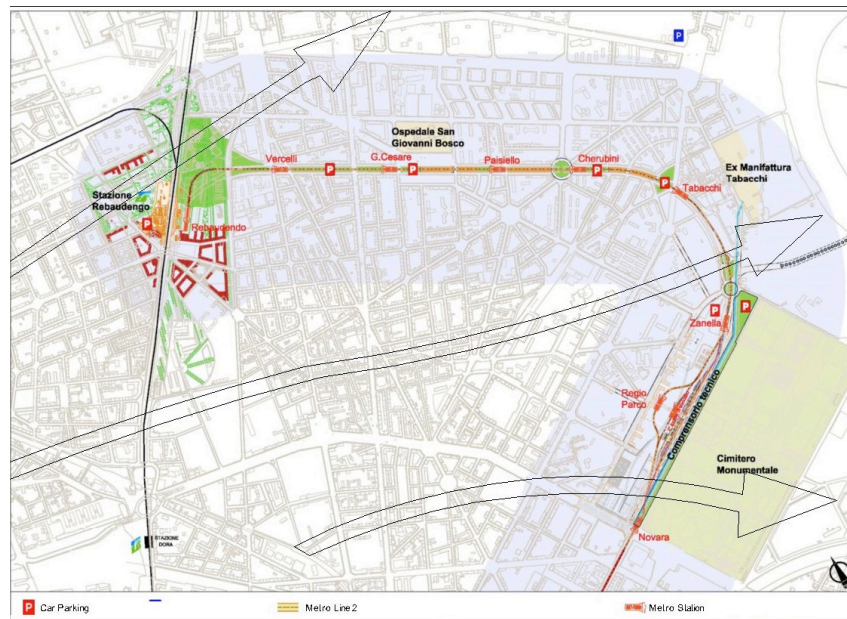 P
Ospedale San
Giovanni Bosco
Vercelli
P
G.Cesare
P
Paisiello
Cherubini
P
Ex Manifattura
Tabacchi
P
Tabacchi
Stazione
Rebaudengo
P
Rebaudendo
P
P
Zanella
Regio
Parco
Comprensorio tecnico
Cimitero
Monumentale
Novara
STAZIONE
DORA
P Car Parking
Metro Line 2
Metro Station